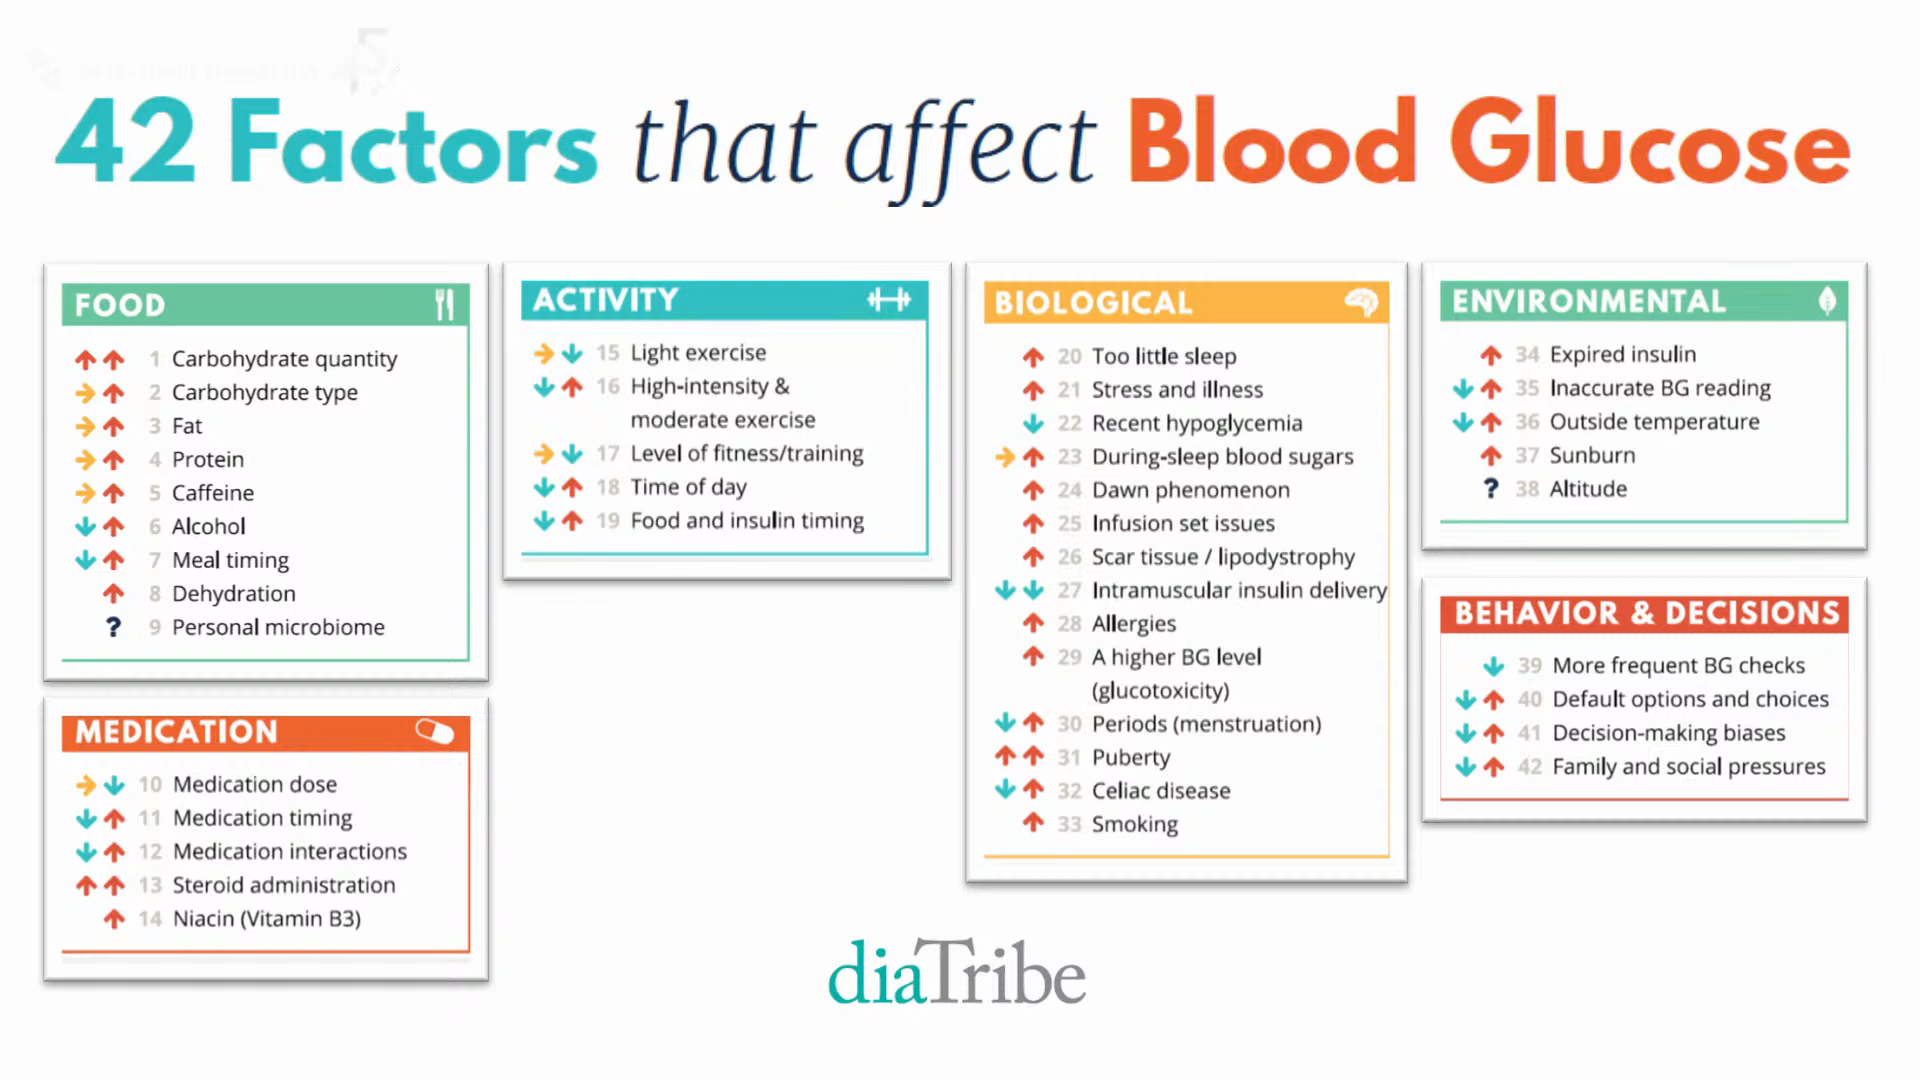 42 Factors that affect Blood Glucose
FOOD
1 Carbohydrate quantity
2 Carbohydrate type
3 Fat
4 Protein
5 Caffeine
6 Alcohol
7 Meal timing
8 Dehydration
? 9 Personal microbiome
MEDICATION
10 Medication dose
11 Medication timing
12 Medication interactions
13 Steroid administration
14 Niacin (Vitamin B3)
ACTIVITY
15 Light exercise
16 High-intensity &
moderate exercise
17 Level of fitness/training
18 Time of day
19 Food and insulin timing
BIOLOGICAL
20 Too little sleep
21 Stress and illness
22 Recent hypoglycemia
23 During-sleep blood sugars
24 Dawn phenomenon
25 Infusion set issues
26 Scar tissue / lipodystrophy
27 Intramuscular insulin delivery
28 Allergies
29 A higher BG level
(glucotoxicity)
30 Periods (menstruation)
31 Puberty
32 Celiac disease
33 Smoking
ENVIRONMENTAL
34 Expired insulin
35 Inaccurate BG reading
36 Outside temperature
37 Sunburn
? 38 Altitude
BEHAVIOR & DECISIONS
39 More frequent BG checks
40 Default options and choices
41 Decision-making biases
42 Family and social pressures
diaTribe